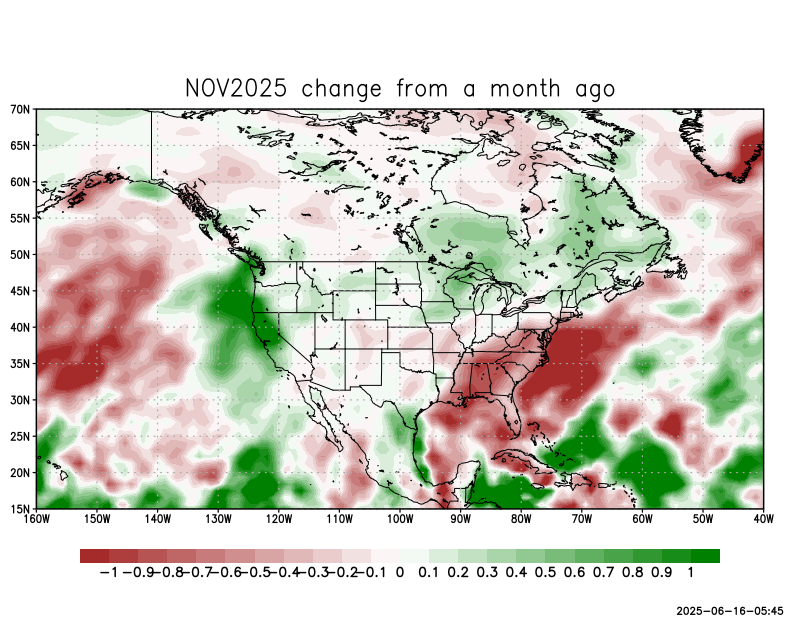 NOV2025 change from a month ago
70N
65N
60N
55N
50N
45N
40N
35N
30N
25N
20N
15N
160W 150W 140W 130W 120W 110W 100W 90W 80W 70W 60W 50W 40W
-1 -0.9 -0.8 -0.7 -0.6 -0.5 -0.4 -0.3 -0.2 -0.1 0 0.1 0.2 0.3 0.4 0.5 0.6 0.7 0.8 0.9 1
2025-06-16-05:45